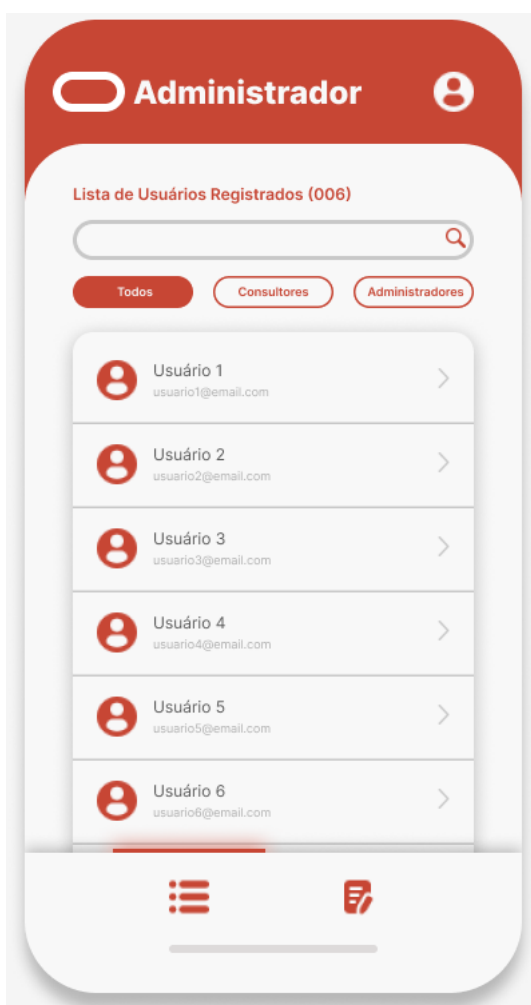 Administrador
Lista de Usuários Registrados (006)
Todos
Consultores
Administradores
Usuário 1
usuario1@email.com
Usuário 2
usuario2@email.com
Usuário 3
usuario3@email.com
Usuário 4
usuario4@email.com
Usuário 5
usuario5@email.com
Usuário 6
usuario6@email.com